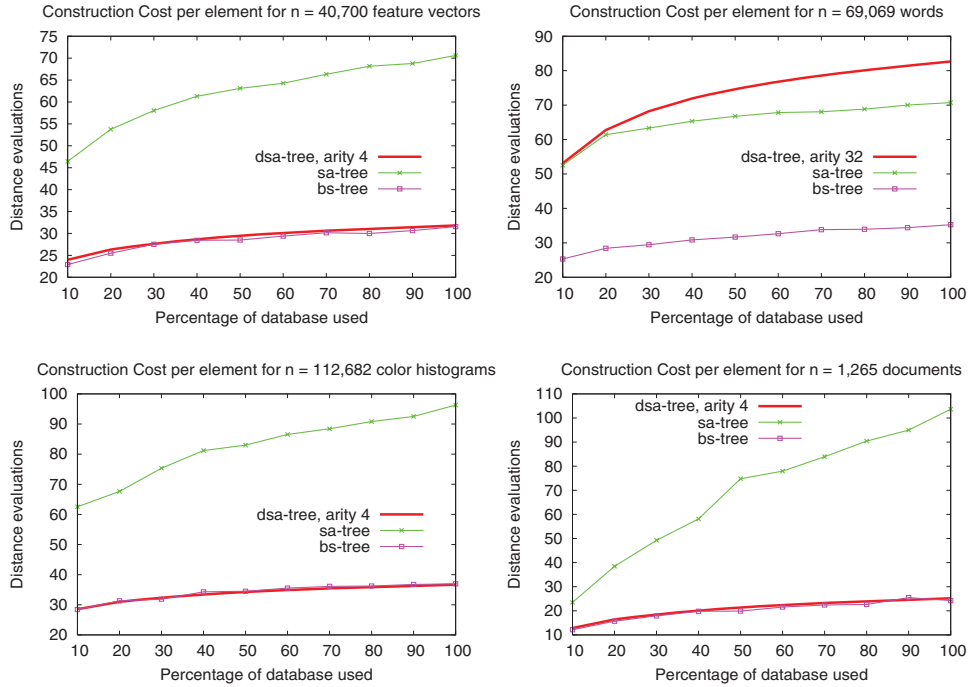 Construction Cost per element for n = 40,700 feature vectors
75
70
65
60
55
50
45
40
35
30
25
20
Distance evaluations
dsa-tree, arity 4
sa-tree
bs-tree
10 20 30 40 50 60 70 80 90 100
Percentage of database used
Construction Cost per element for n = 69,069 words
90
80
70
60
50
40
30
20
Distance evaluations
dsa-tree, arity 32
sa-tree
bs-tree
10 20 30 40 50 60 70 80 90 100
Percentage of database used
Construction Cost per element for n = 112,682 color histograms
100
90
80
70
60
50
40
30
20
Distance evaluations
dsa-tree, arity 4
sa-tree
bs-tree
10 20 30 40 50 60 70 80 90 100
Percentage of database used
Construction Cost per element for n = 1,265 documents
110
100
90
80
70
60
50
40
30
20
10
Distance evaluations
dsa-tree, arity 4
sa-tree
bs-tree
10 20 30 40 50 60 70 80 90 100
Percentage of database used